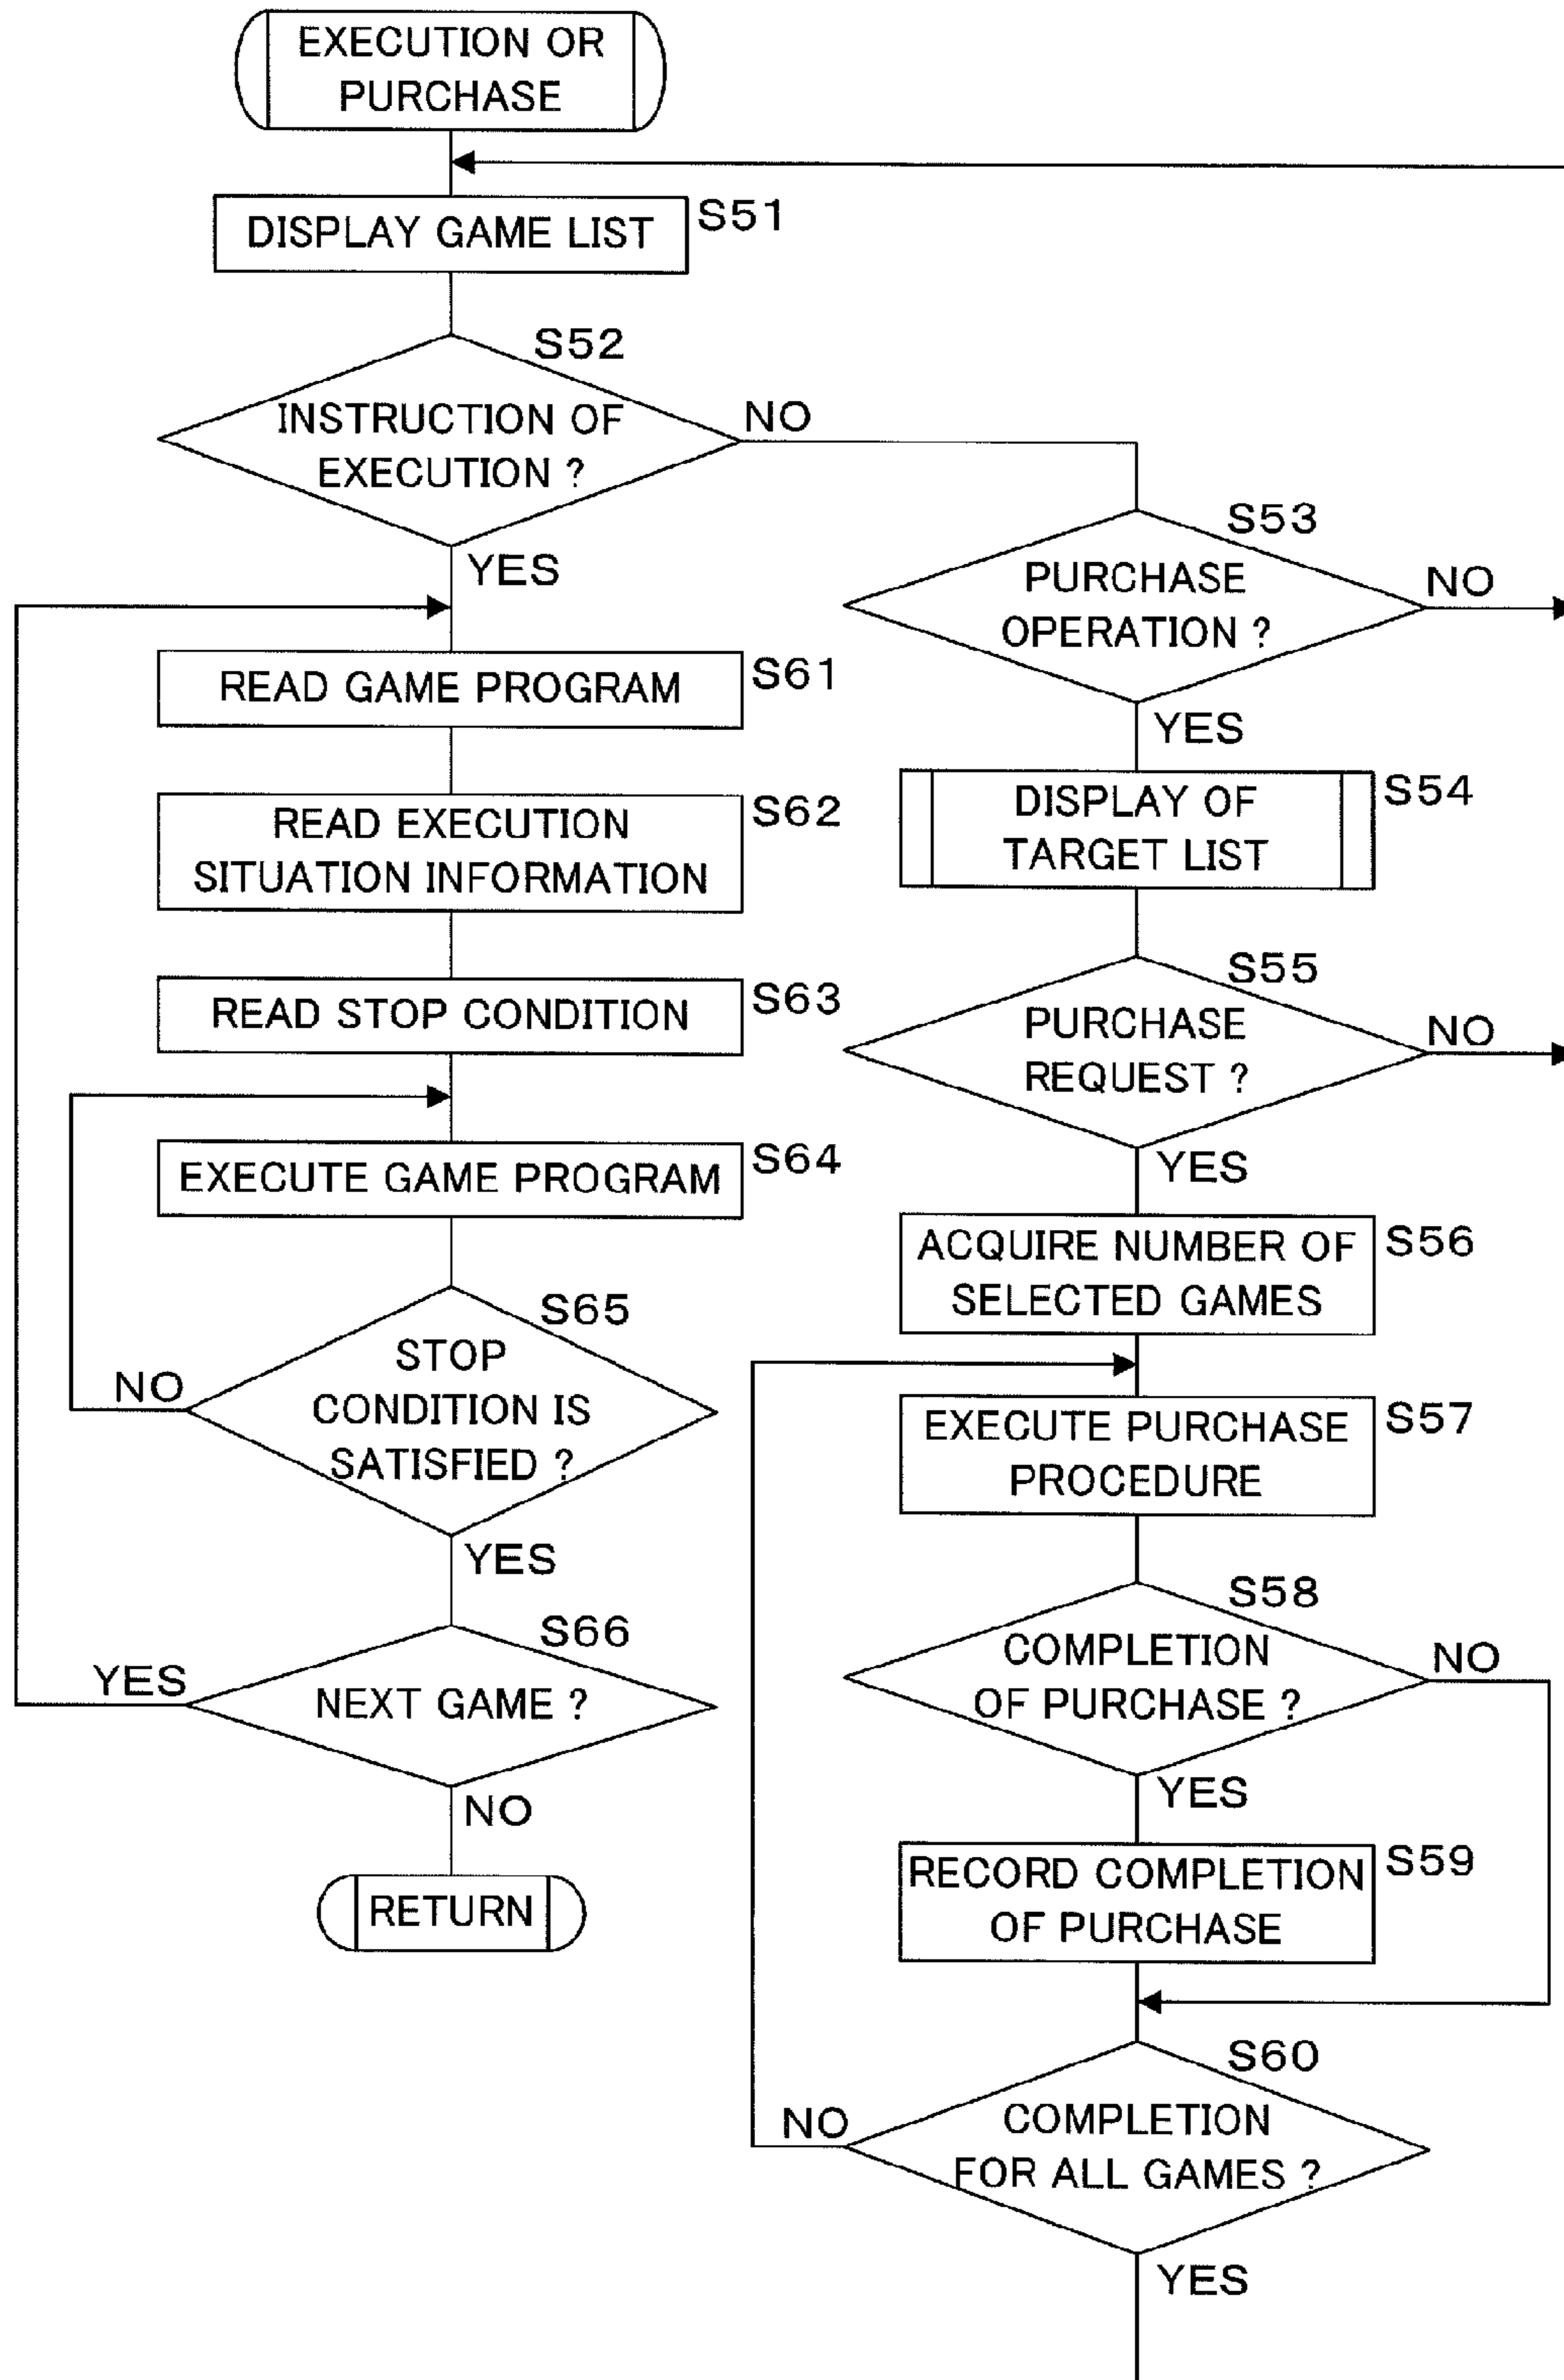 EXECUTION OR
PURCHASE
DISPLAY GAME LIST
S51
S52
INSTRUCTION OF
EXECUTION ?
NO
YES
S53
PURCHASE
OPERATION ?
NO
YES
READ GAME PROGRAM
S61
DISPLAY OF
TARGET LIST
S54
READ EXECUTION
SITUATION INFORMATION
S62
S55
PURCHASE
REQUEST ?
NO
YES
READ STOP CONDITION
S63
EXECUTE GAME PROGRAM
S64
ACQUIRE NUMBER OF
SELECTED GAMES
S56
S65
STOP
CONDITION IS
SATISFIED ?
NO
YES
EXECUTE PURCHASE
PROCEDURE
S57
S58
COMPLETION
OF PURCHASE ?
NO
YES
S66
NEXT GAME ?
YES
NO
RETURN
RECORD COMPLETION
OF PURCHASE
S59
S60
COMPLETION
FOR ALL GAMES ?
NO
YES